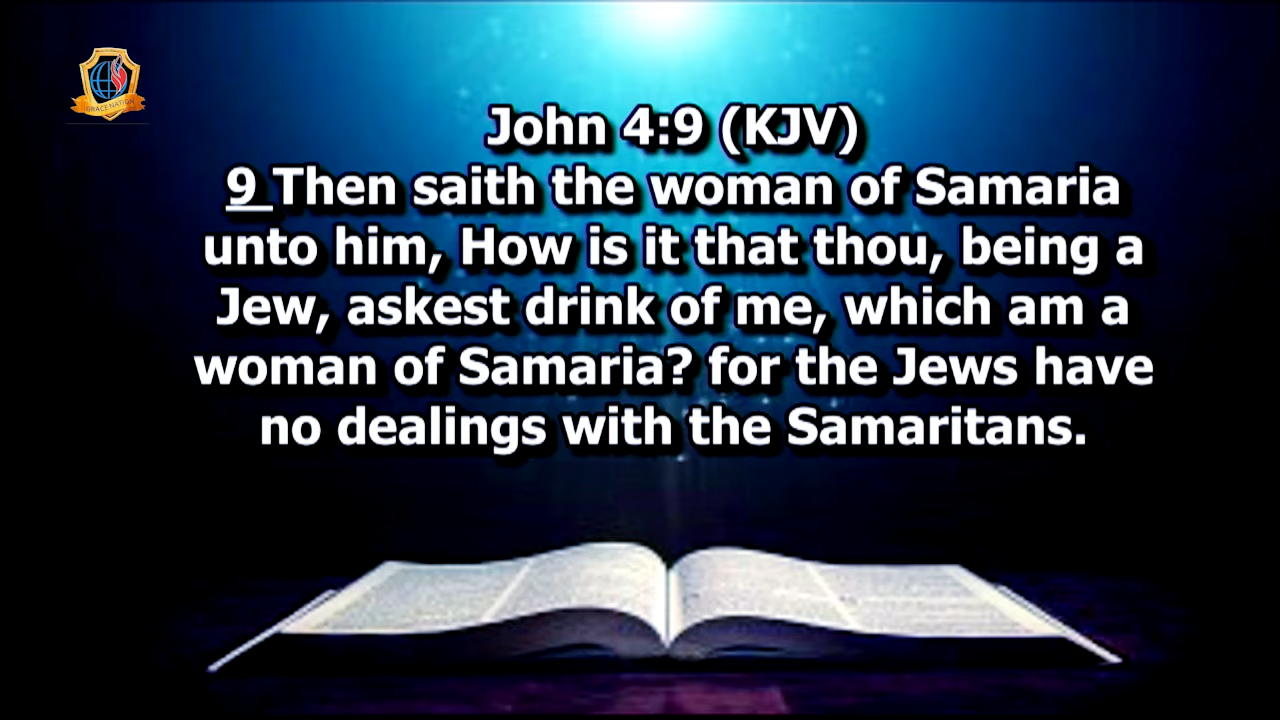 GRACE NATION
John 4:9 (KJV)
9 Then saith the woman of Samaria
unto him, How is it that thou, being a
Jew, askest drink of me, which am a
woman of Samaria? for the Jews have
no dealings with the Samaritans.